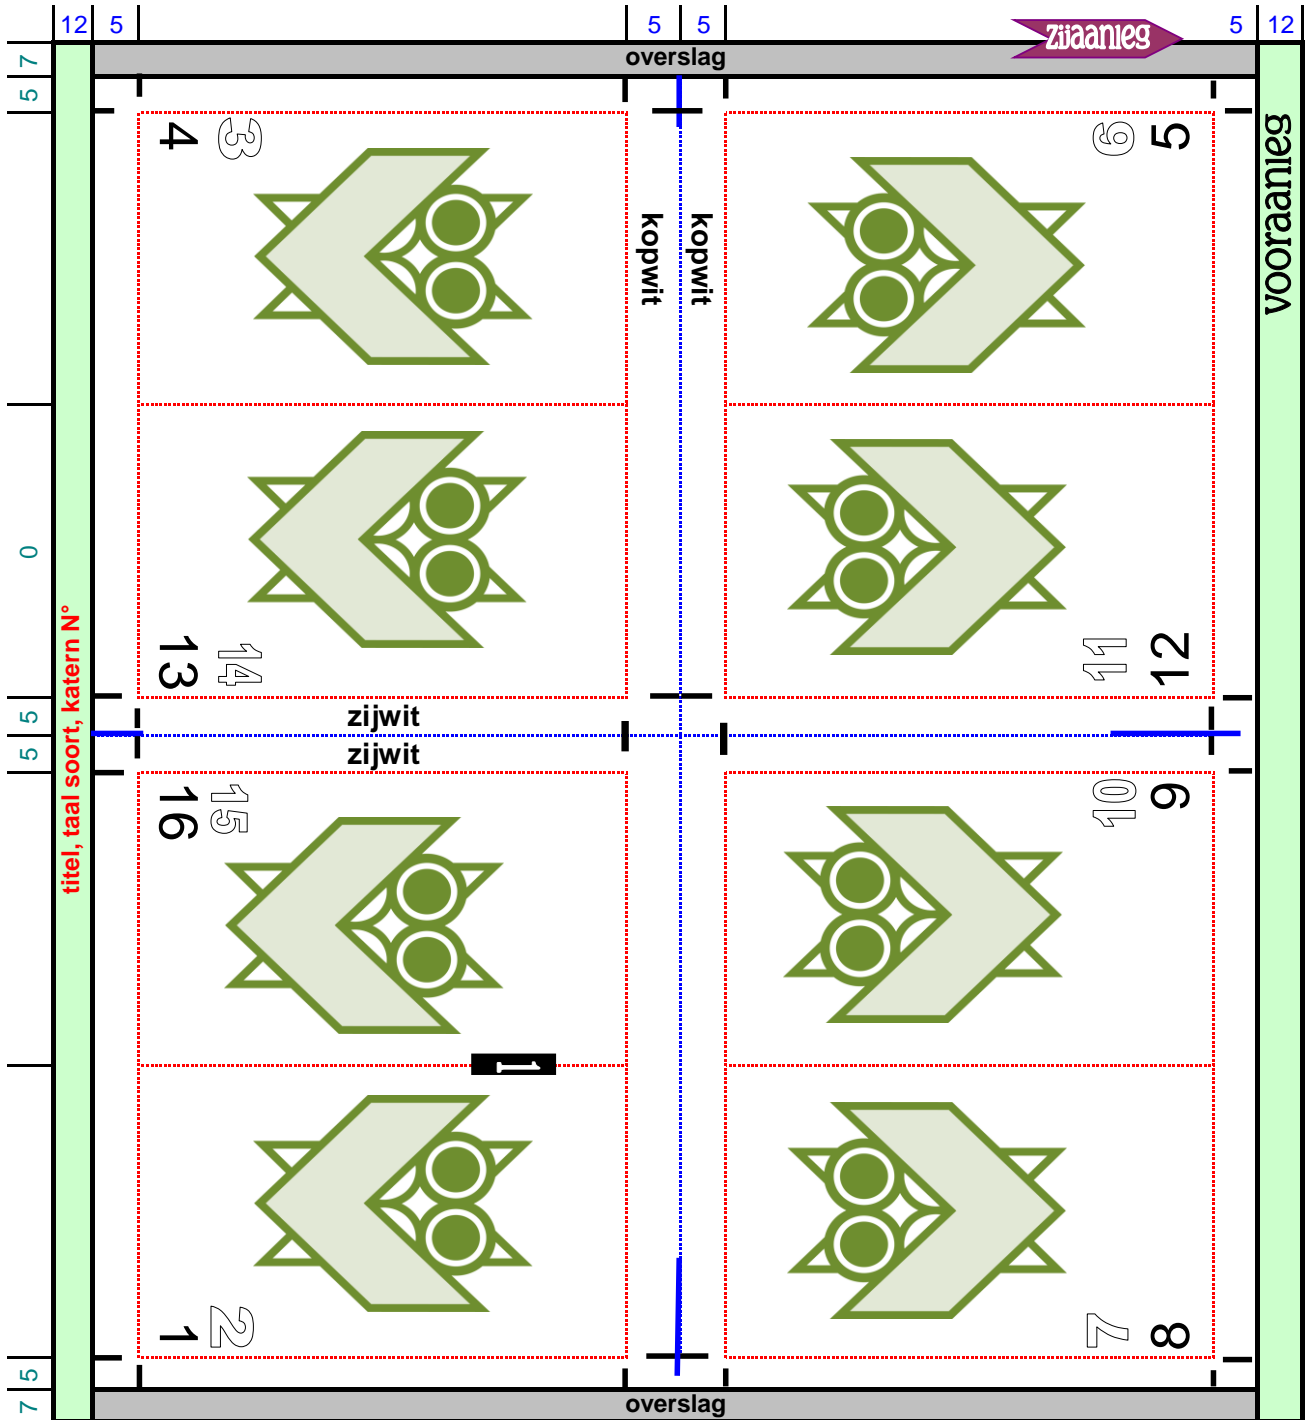 12 5 5 5 5 12
zijaanleg
7
overslag
5
4 3 6 5
vooraanleg
kopwit kopwit
0
titel, taal soort, katern N°
13 14 11 12
5
zijwit
5
zijwit
16 15 10 9
1
1 2 7 8
5
7
overslag